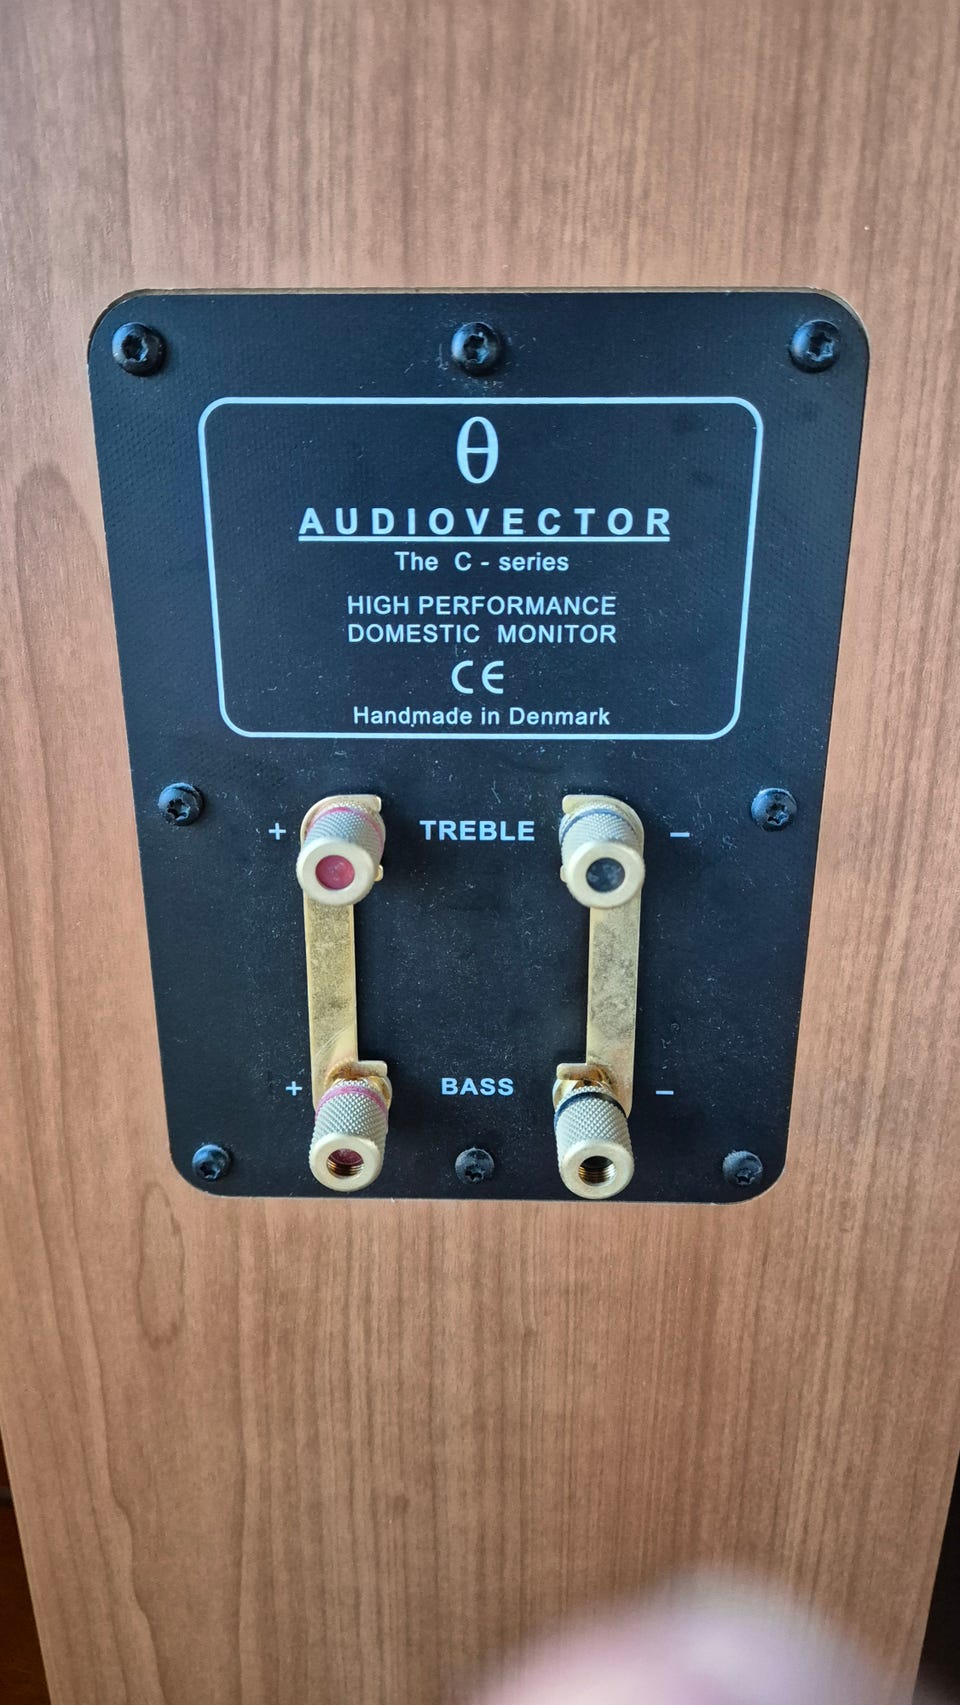 θ
AUDIOVECTOR
The C - series
HIGH PERFORMANCE
DOMESTIC MONITOR
CE
Handmade in Denmark
+ TREBLE –
+ BASS –